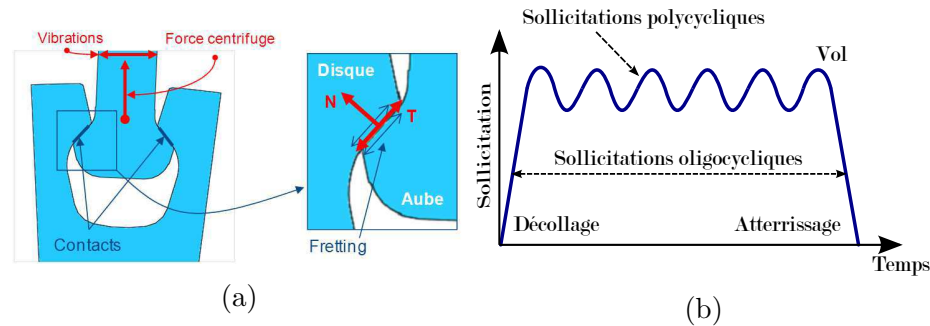 Vibrations
Force centrifuge
Contacts
Disque
N
T
Aube
Fretting
(a)
Sollicitations polycycliques
Vol
Sollicitation
Sollicitations oligocycliques
Décollage
Atterrissage
Temps
(b)